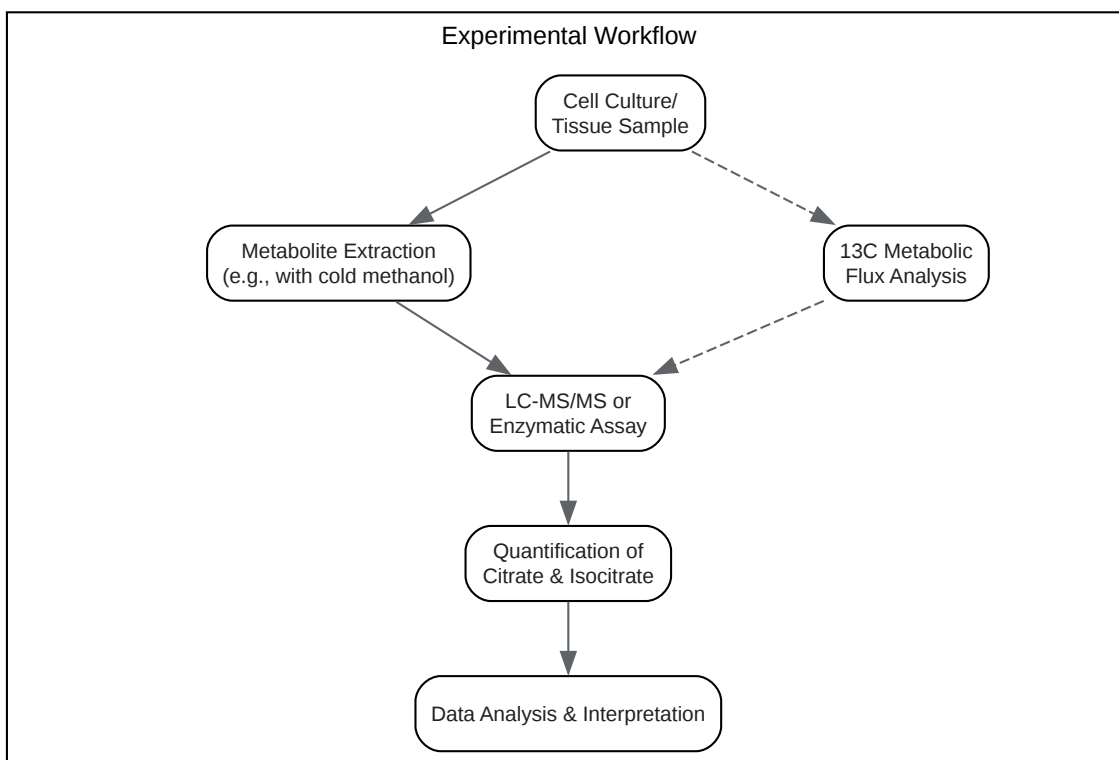 Experimental Workflow
Cell Culture/
Tissue Sample
Metabolite Extraction
(e.g., with cold methanol)
13C Metabolic
Flux Analysis
LC-MS/MS or
Enzymatic Assay
Quantification of
Citrate & Isocitrate
Data Analysis & Interpretation